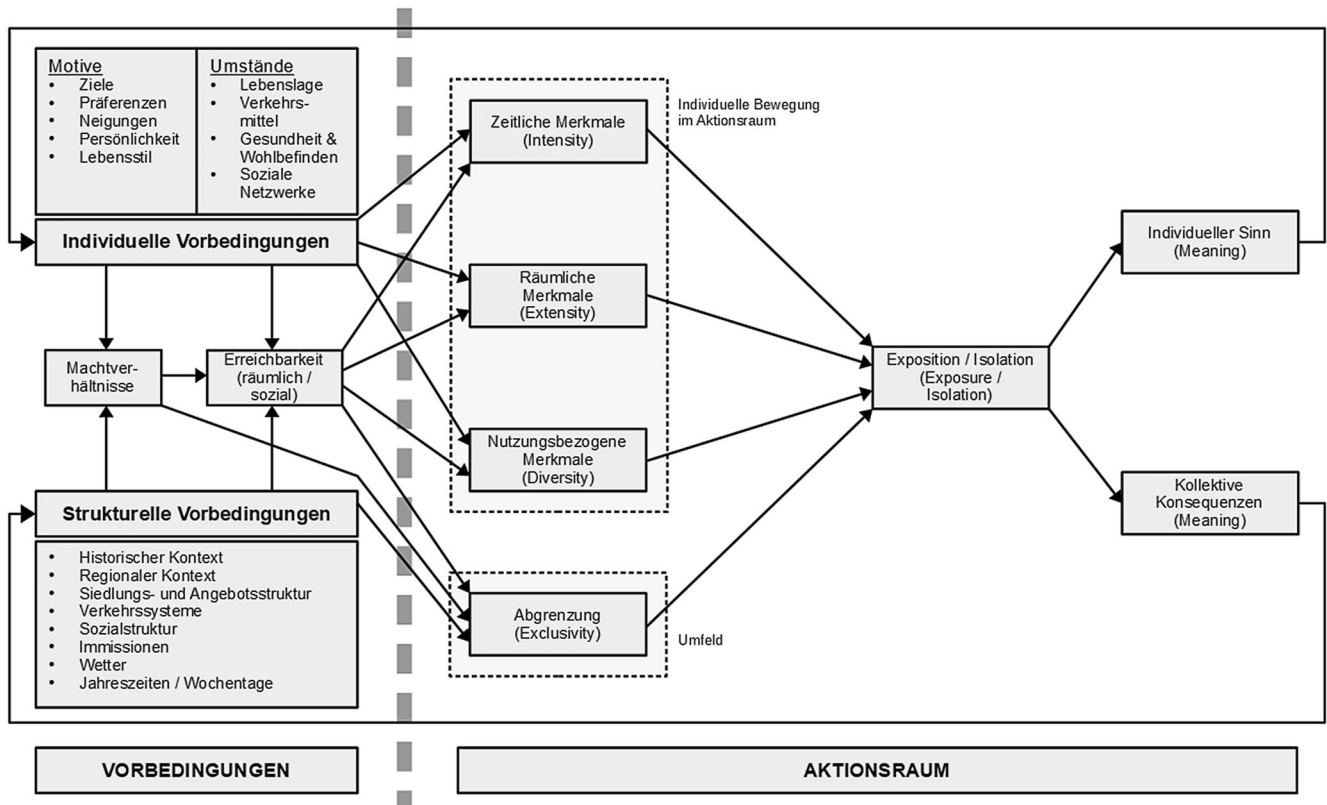 Motive
• Ziele
• Präferenzen
• Neigungen
• Persönlichkeit
• Lebensstil
Umstände
• Lebenslage
• Verkehrs-
mittel
• Gesundheit &
Wohlbefinden
• Soziale
Netzwerke
Individuelle Vorbedingungen
Machtver-
hältnisse
Erreichbarkeit
(räumlich /
sozial)
Strukturelle Vorbedingungen
• Historischer Kontext
• Regionaler Kontext
• Siedlungs- und Angebotsstruktur
• Verkehrssysteme
• Sozialstruktur
• Immissionen
• Wetter
• Jahreszeiten / Wochentage
Zeitliche Merkmale
(Intensity)
Individuelle Bewegung
im Aktionsraum
Räumliche
Merkmale
(Extensity)
Nutzungsbezogene
Merkmale
(Diversity)
Abgrenzung
(Exclusivity)
Umfeld
Exposition / Isolation
(Exposure /
Isolation)
Individueller Sinn
(Meaning)
Kollektive
Konsequenzen
(Meaning)
VORBEDINGUNGEN
AKTIONSRAUM